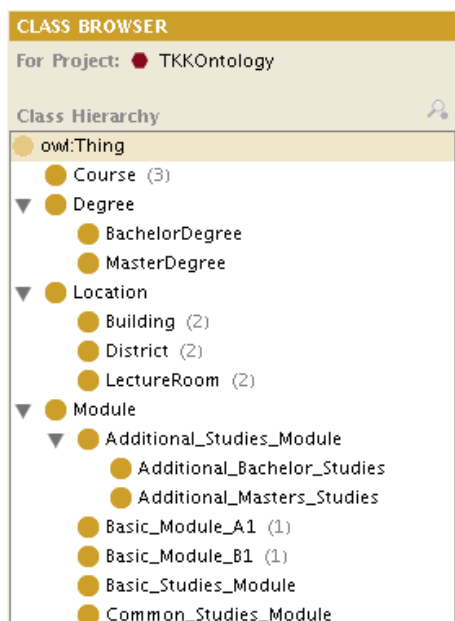 CLASS BROWSER
For Project: TKKOntology
Class Hierarchy
owl:Thing
Course (3)
Degree
BachelorDegree
MasterDegree
Location
Building (2)
District (2)
LectureRoom (2)
Module
Additional_Studies_Module
Additional_Bachelor_Studies
Additional_Masters_Studies
Basic_Module_A1 (1)
Basic_Module_B1 (1)
Basic_Studies_Module
Common_Studies_Module